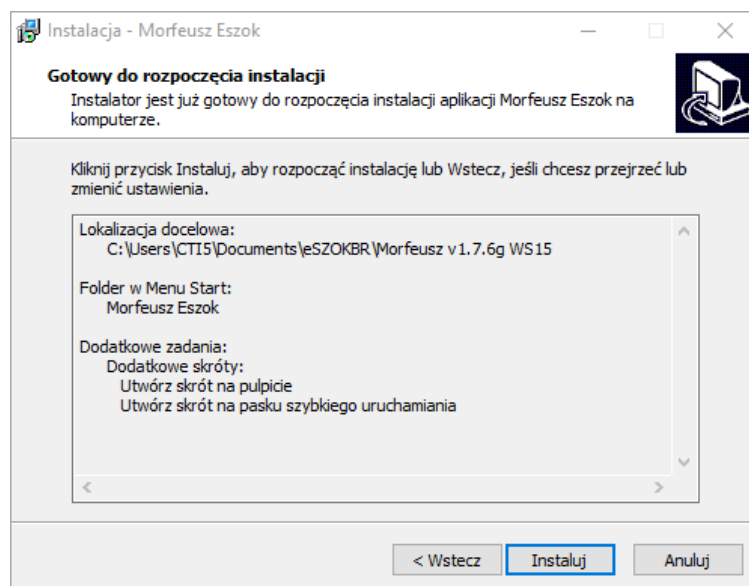 Instalacja - Morfeusz Eszok
Gotowy do rozpoczęcia instalacji
Instalator jest już gotowy do rozpoczęcia instalacji aplikacji Morfeusz Eszok na
komputerze.
Kliknij przycisk Instaluj, aby rozpocząć instalację lub Wstecz, jeśli chcesz przejrzeć lub
zmienić ustawienia.
Lokalizacja docelowa:
C:\Users\CTI5\Documents\eSZOKBR\Morfeusz v1.7.6g WS15
Folder w Menu Start:
Morfeusz Eszok
Dodatkowe zadania:
Dodatkowe skróty:
Utwórz skrót na pulpicie
Utwórz skrót na pasku szybkiego uruchamiania
< Wstecz
Instaluj
Anuluj